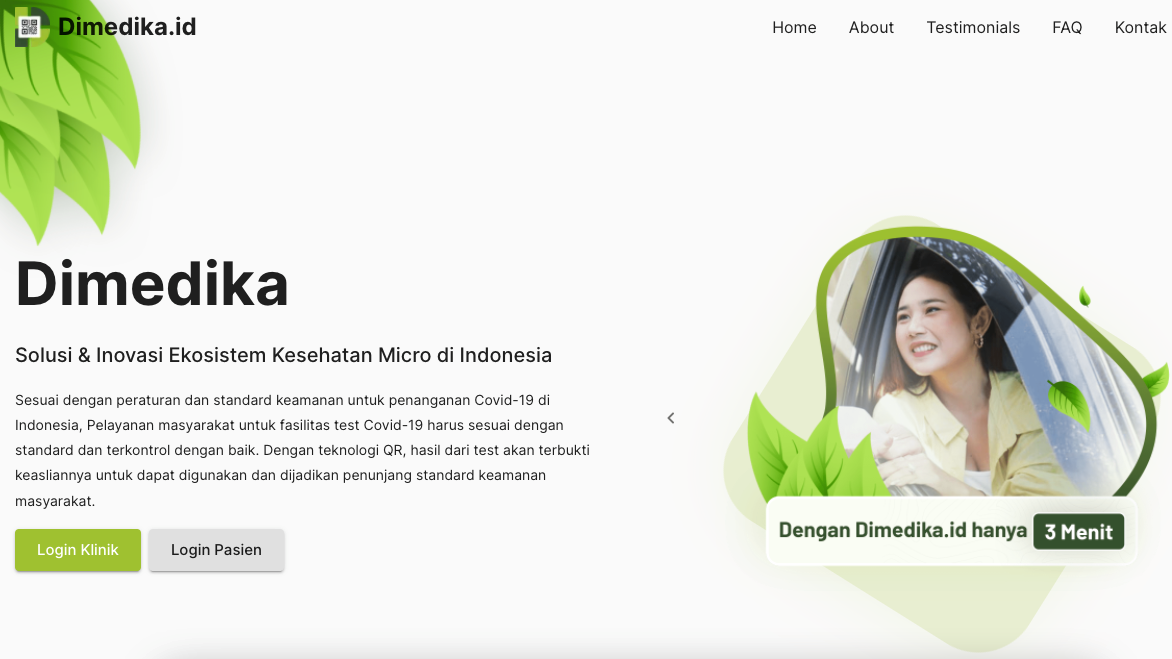 Dimedika.id
Home About Testimonials FAQ Kontak
Dimedika
Solusi & Inovasi Ekosistem Kesehatan Micro di Indonesia
Sesuai dengan peraturan dan standard keamanan untuk penanganan Covid-19 di
Indonesia, Pelayanan masyarakat untuk fasilitas test Covid-19 harus sesuai dengan
standard dan terkontrol dengan baik. Dengan teknologi QR, hasil dari test akan terbukti
keasliannya untuk dapat digunakan dan dijadikan penunjang standard keamanan
masyarakat.
Login Klinik Login Pasien
Dengan Dimedika.id hanya 3 Menit